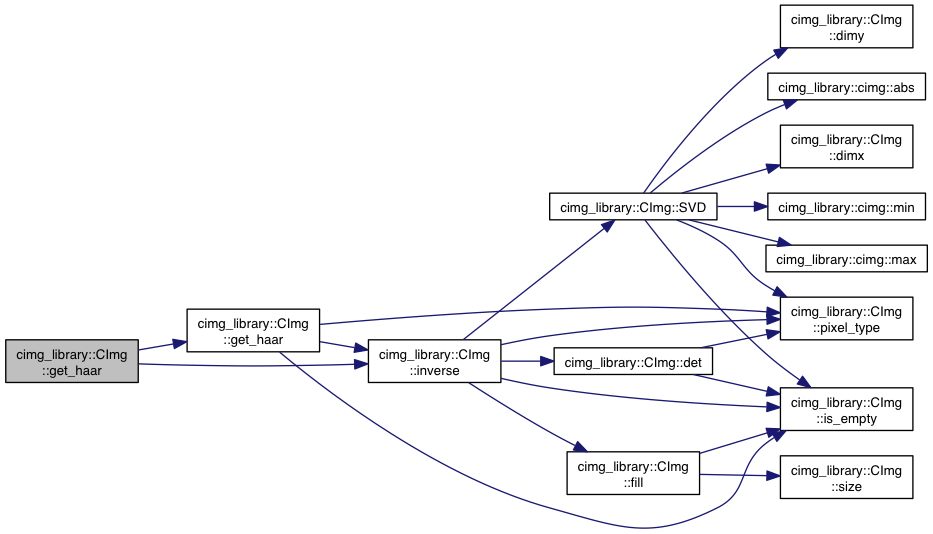 cimg_library::CImg
::get_haar
cimg_library::CImg
::get_haar
cimg_library::CImg
::inverse
cimg_library::CImg::SVD
cimg_library::CImg::det
cimg_library::CImg
::fill
cimg_library::CImg
::dimy
cimg_library::cimg::abs
cimg_library::CImg
::dimx
cimg_library::cimg::min
cimg_library::cimg::max
cimg_library::CImg
::pixel_type
cimg_library::CImg
::is_empty
cimg_library::CImg
::size